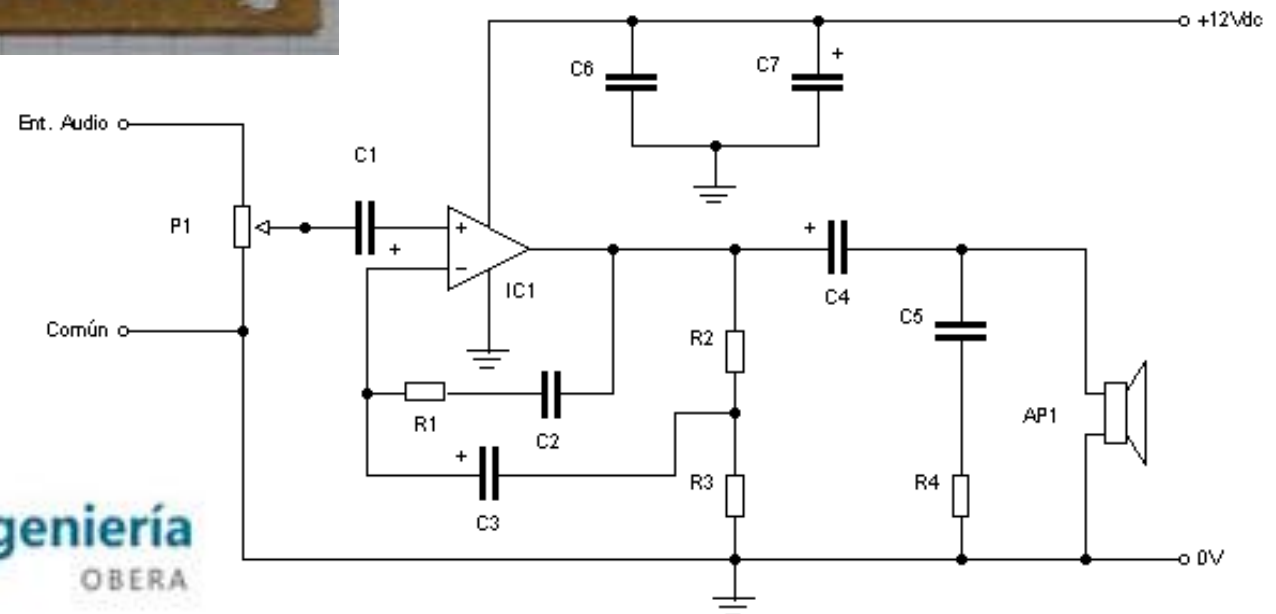 +12Vdc
C6
C7
+
Ent. Audio
C1
P1
+
+
−
IC1
+
C4
C5
Común
R2
R1
C2
AP1
+
R3
R4
C3
geniería
OBERA
0V